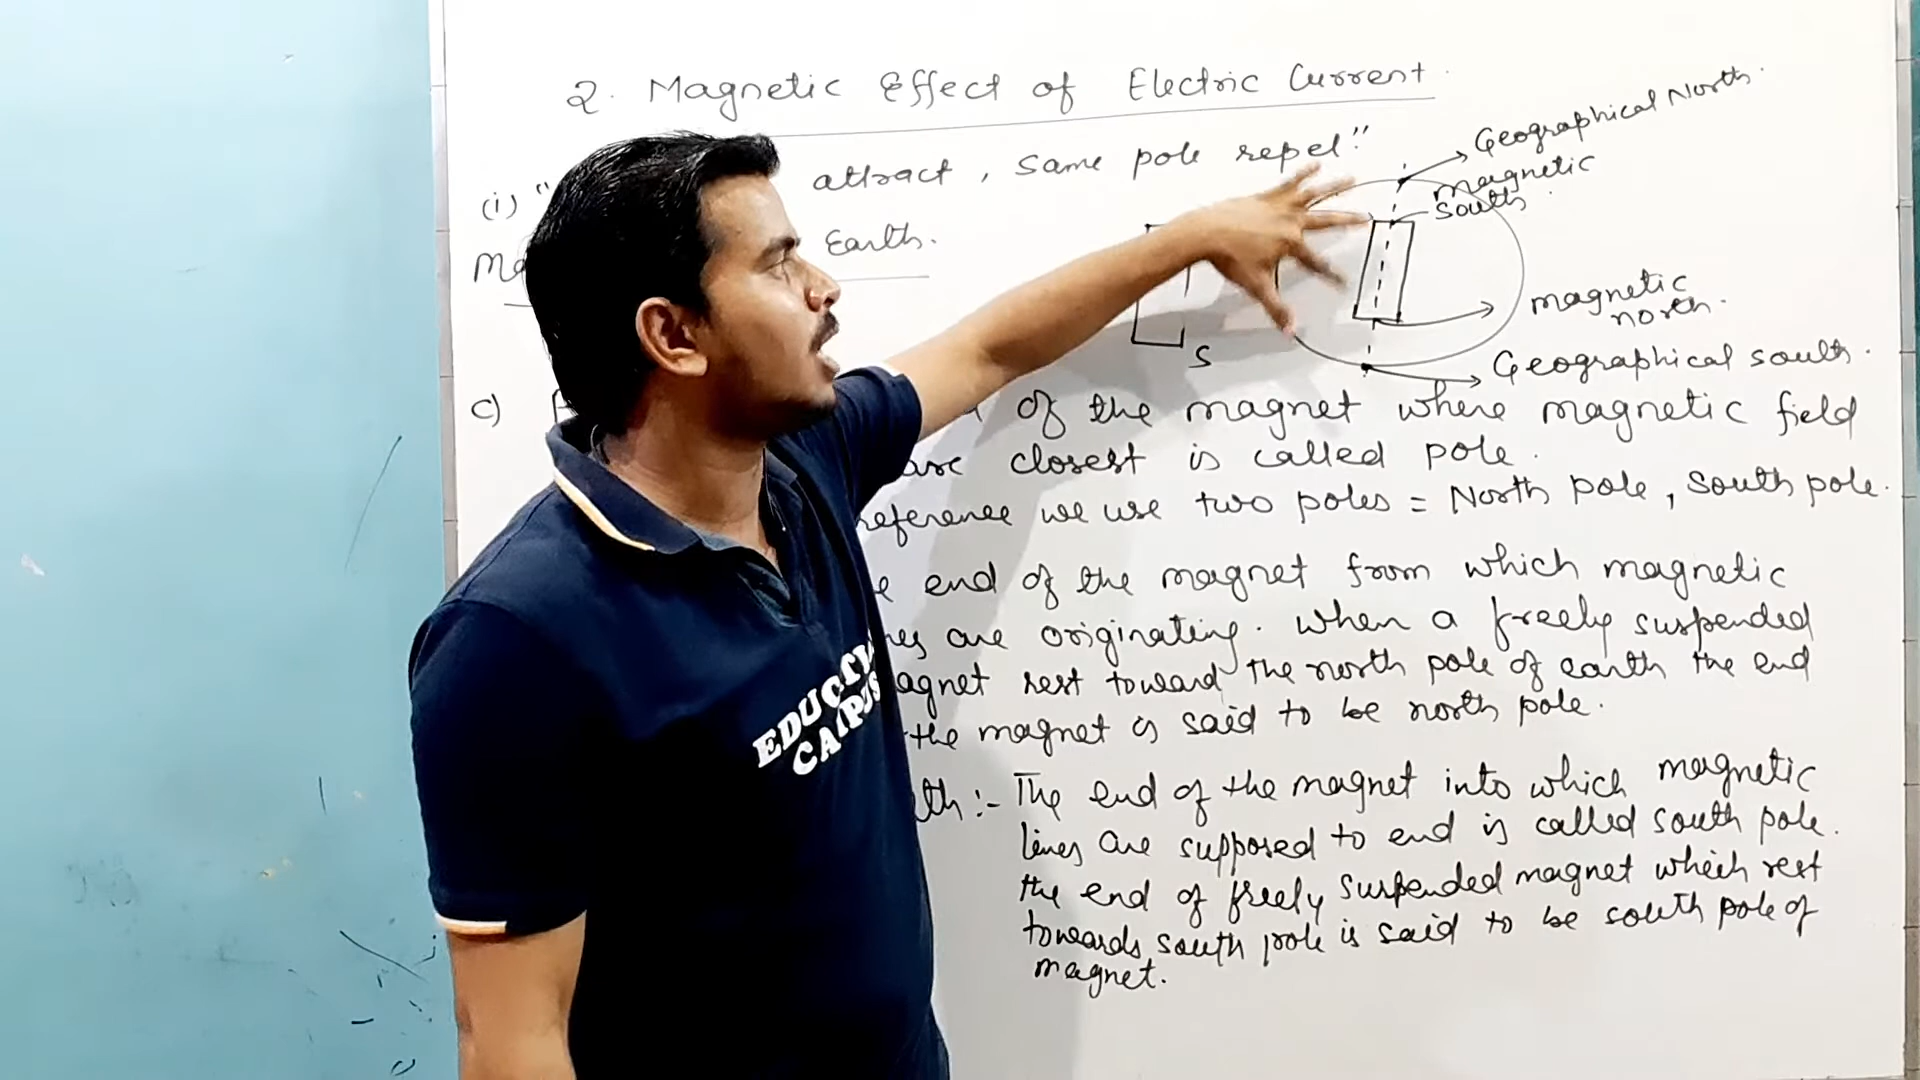 2. Magnetic Effect of Electric Current
(i) " attract, same pole repel"
Earth.
Geographical North
magnetic
South
magnetic
north
Geographical south
S
c) of the magnet where magnetic field
are closest is called pole.
reference we use two poles = North pole, South pole.
end of the magnet from which magnetic
are originating. when a freely suspended
rest toward the north pole of earth the end
the magnet is said to be north pole.
:- The end of the magnet into which magnetic
lines are supposed to end is called south pole.
the end of freely suspended magnet which rest
towards south pole is said to be south pole of
magnet.